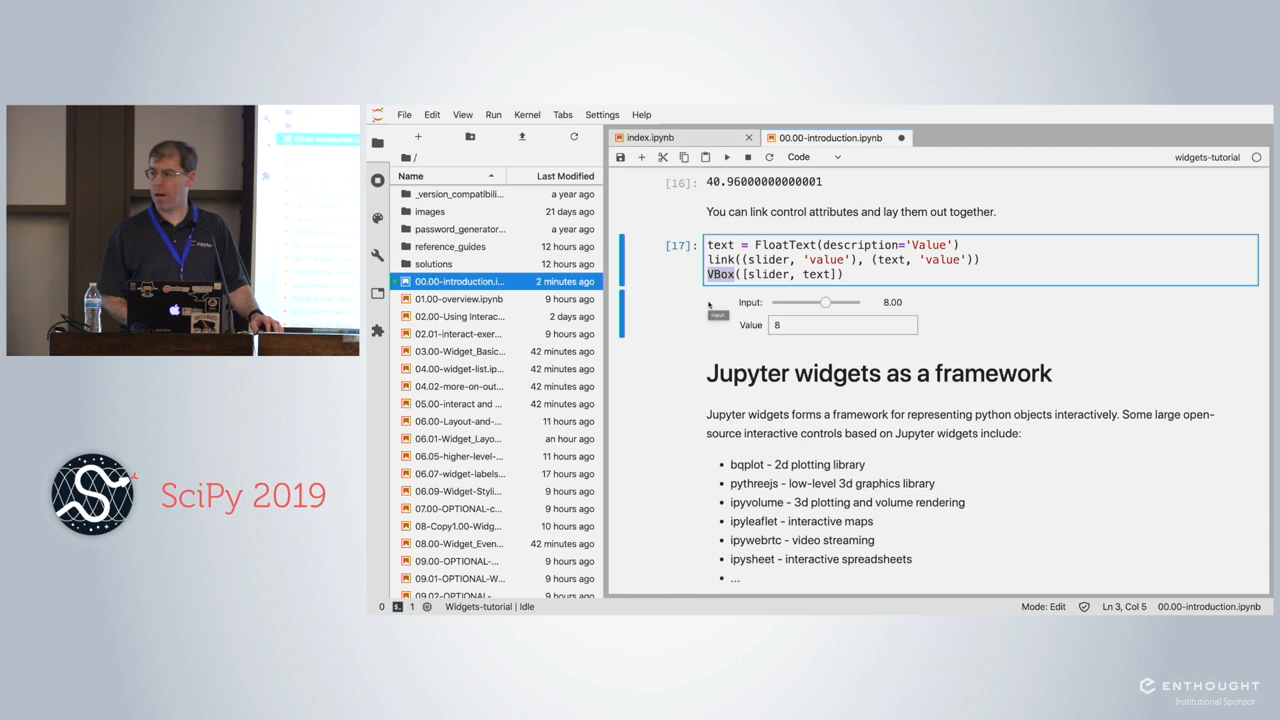 File Edit View Run Kernel Tabs Settings Help
index.ipynb
00.00-introduction.ipynb
Code
widgets-tutorial
/
Name Last Modified
_version_compatibili... a year ago
images 21 days ago
password_generator... a year ago
reference_guides 12 hours ago
solutions 12 hours ago
00.00-introduction.i... 2 minutes ago
01.00-overview.ipynb 9 hours ago
02.00-Using Interac... 2 days ago
02.01-interact-exer... 9 hours ago
03.00-Widget_Basic... 42 minutes ago
04.00-widget-list.ip... 42 minutes ago
04.02-more-on-out... 42 minutes ago
05.00-interact and ... 42 minutes ago
06.00-Layout-and-... 11 hours ago
06.01-Widget_Layo... an hour ago
06.05-higher-level-... 11 hours ago
06.07-widget-labels... 17 hours ago
06.09-Widget-Styli... 9 hours ago
07.00-OPTIONAL-c... 9 hours ago
08-Copy1.00-Widg... 10 hours ago
08.00-Widget_Even... 42 minutes ago
09.00-OPTIONAL-... 9 hours ago
09.01-OPTIONAL-W... 9 hours ago
09.02-OPTIONAL-... 9 hours ago
[16]: 40.96000000000001
You can link control attributes and lay them out together.
[17]: text = FloatText(description='Value')
link((slider, 'value'), (text, 'value'))
VBox([slider, text])
Input: 8.00
Input:
Value 8
Jupyter widgets as a framework
Jupyter widgets forms a framework for representing python objects interactively. Some large open-
source interactive controls based on Jupyter widgets include:
• bqplot - 2d plotting library
• pythreejs - low-level 3d graphics library
• ipyvolume - 3d plotting and volume rendering
• ipyleaflet - interactive maps
• ipywebrtc - video streaming
• ipysheet - interactive spreadsheets
• ...
0 1 Widgets-tutorial | Idle
Mode: Edit Ln 3, Col 5 00.00-introduction.ipynb
S
SciPy 2019
ENTHOUGHT
Institutional Sponsor